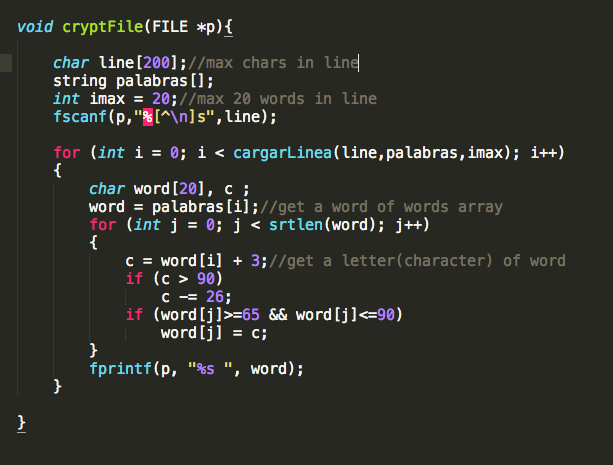 void cryptFile(FILE *p){
char line[200];//max chars in line
string palabras[];
int imax = 20;//max 20 words in line
fscanf(p,"%[^\n]s",line);
for (int i = 0; i < cargarLinea(line,palabras,imax); i++)
{
char word[20], c ;
word = palabras[i];//get a word of words array
for (int j = 0; j < srtlen(word); j++)
{
c = word[i] + 3;//get a letter(character) of word
if (c > 90)
c -= 26;
if (word[j]>=65 && word[j]<=90)
word[j] = c;
}
fprintf(p, "%s ", word);
}
}